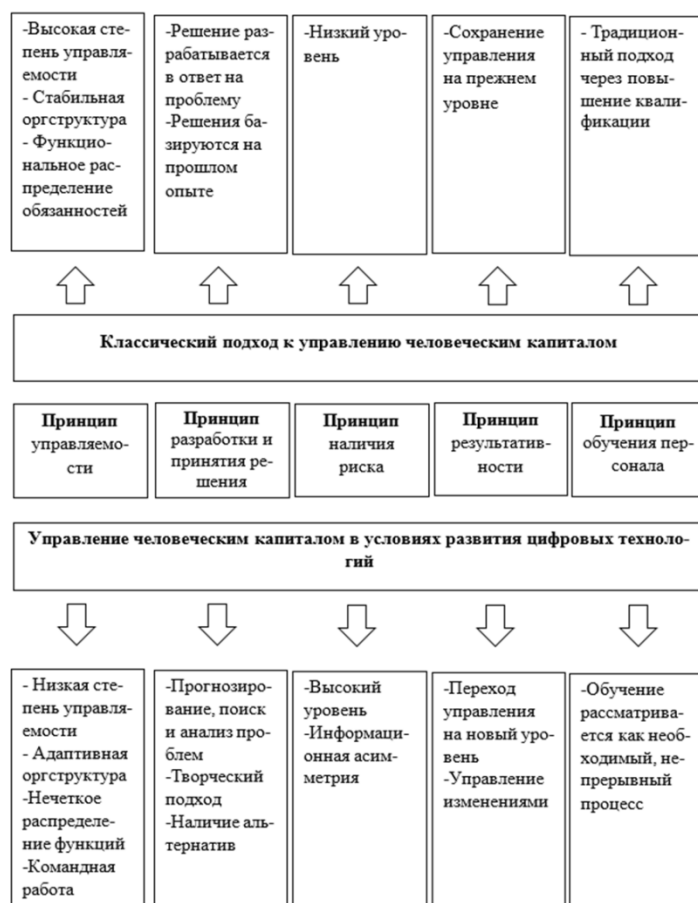 -Высокая сте-
пень управля-
емости
- Стабильная
оргструктура
- Функцио-
нальное рас-
пределение
обязанностей
-Решение раз-
рабатывается
в ответ на
проблему
-Решения ба-
зируются на
прошлом
опыте
-Низкий уро-
вень
-Сохранение
управления
на прежнем
уровне
- Традицион-
ный подход
через повы-
шение квали-
фикации
Классический подход к управлению человеческим капиталом
Принцип
управляемо-
сти
Принцип
разработки и
принятия ре-
шения
Принцип
наличия
риска
Принцип
результатив-
ности
Принцип
обучения пер-
сонала
Управление человеческим капиталом в условиях развития цифровых техноло-
гий
- Низкая сте-
пень управля-
емости
- Адаптивная
оргструктура
-Нечеткое
распределе-
ние функций
-Командная
работа
-Прогнозиро-
вание, поиск
и анализ про-
блем
-Творческий
подход
-Наличие аль-
тернатив
-Высокий
уровень
-Информаци-
онная асим-
метрия
-Переход
управления
на новый уро-
вень
-Управление
изменениями
-Обучение
рассматрива-
ется как необ-
ходимый, не-
прерывный
процесс